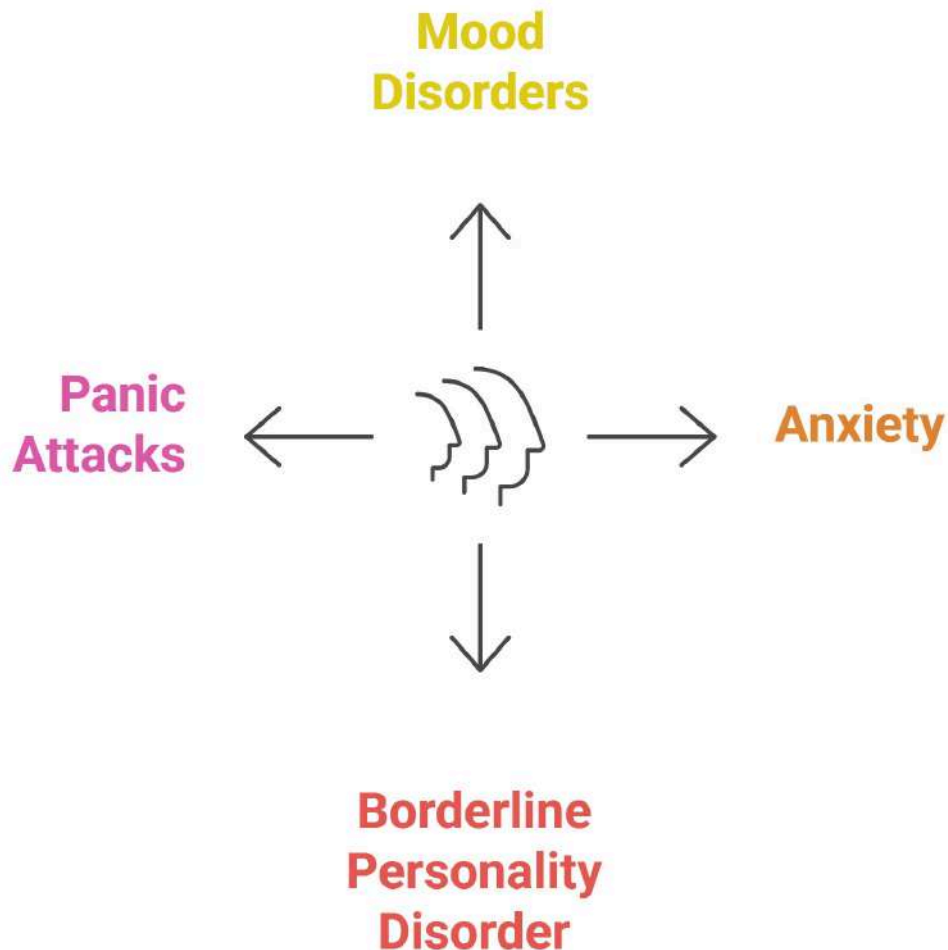 Mood
Disorders
Panic
Attacks
Anxiety
Borderline
Personality
Disorder